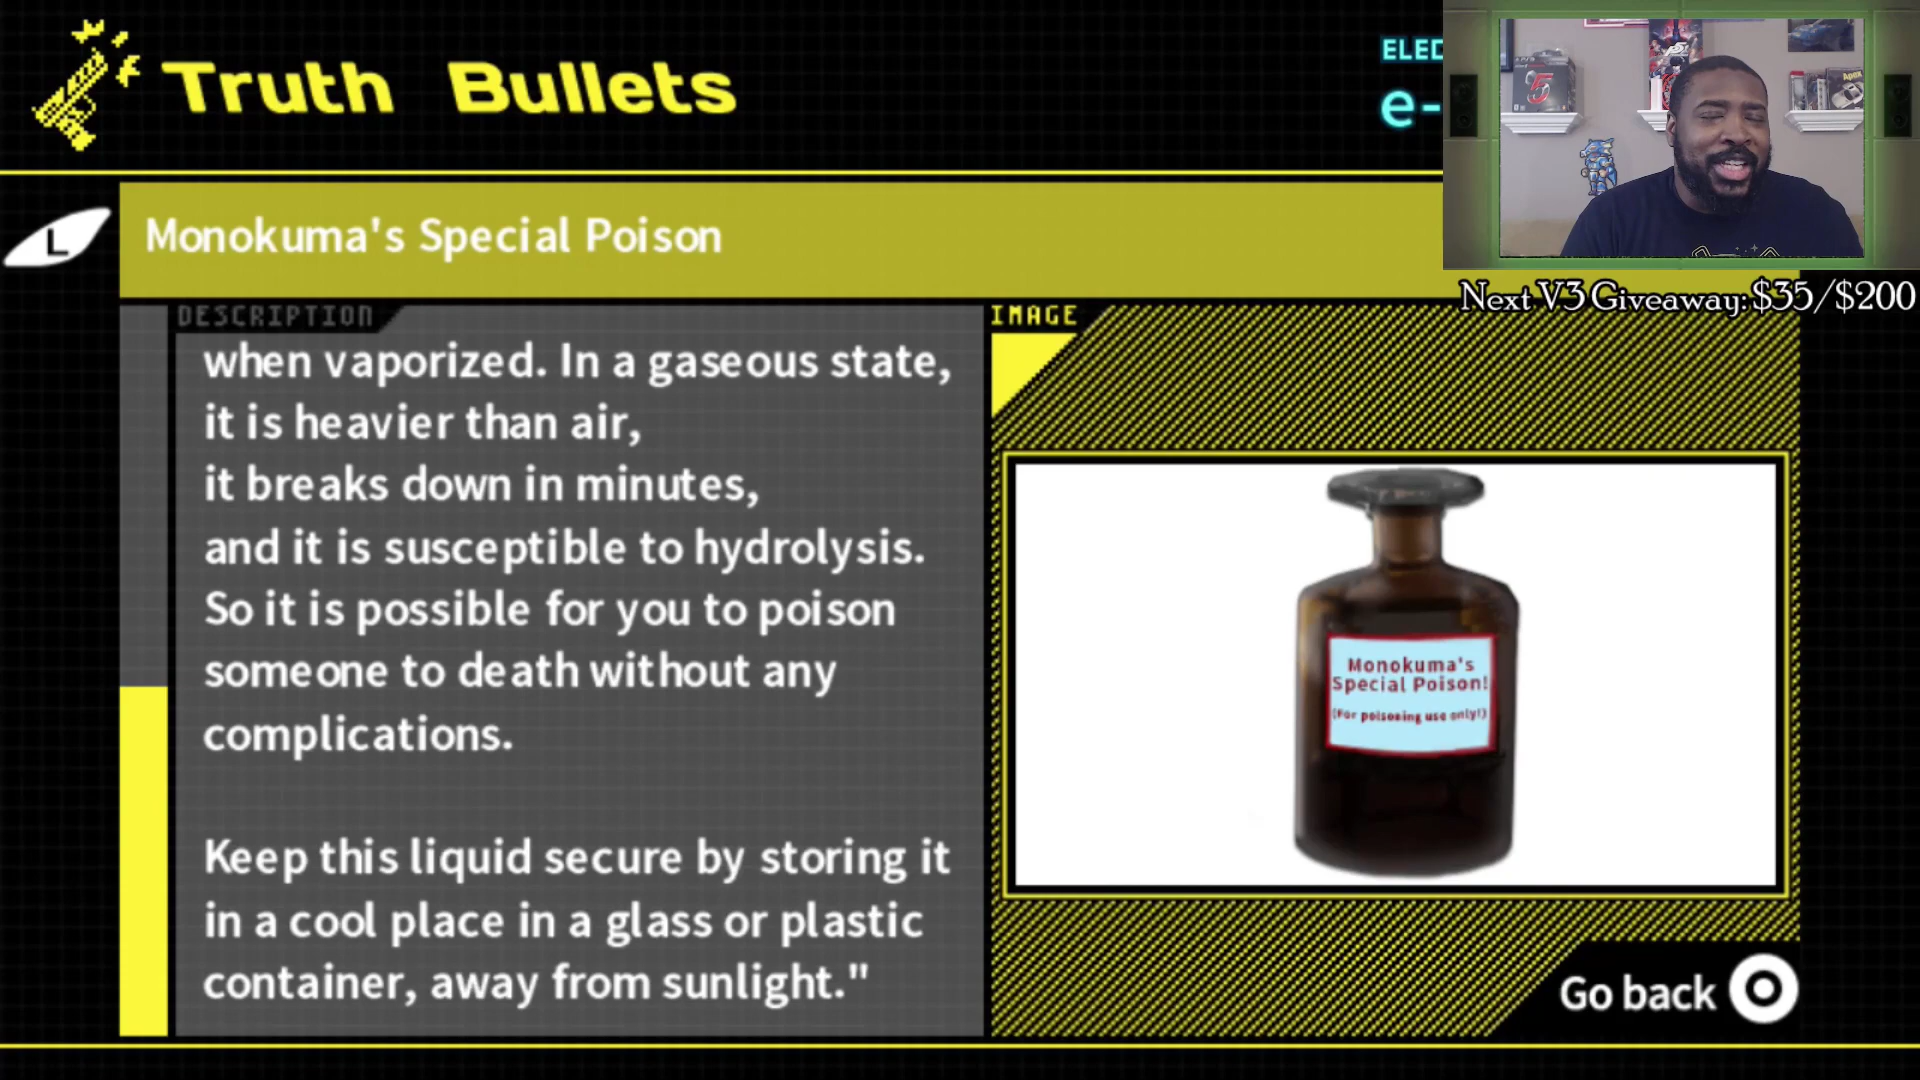 Truth Bullets
ELEC
e-
L
Monokuma's Special Poison
Next V3 Giveaway: $35/$200
DESCRIPTION
when vaporized. In a gaseous state,
it is heavier than air,
it breaks down in minutes,
and it is susceptible to hydrolysis.
So it is possible for you to poison
someone to death without any
complications.
Keep this liquid secure by storing it
in a cool place in a glass or plastic
container, away from sunlight."
IMAGE
Monokuma's
Special Poison!
(For poisoning use only!)
Go back
5
Apex